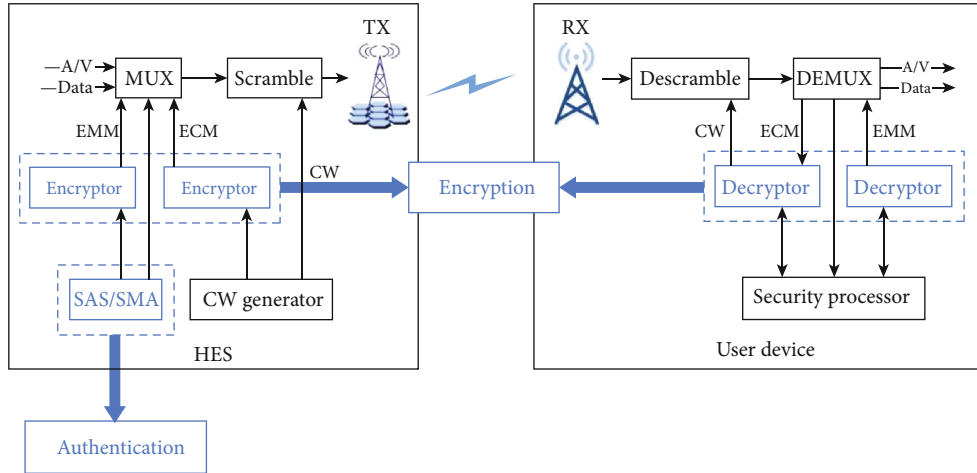 TX
RX
A/V
Data
MUX
Scramble
Descramble
DEMUX
A/V
Data
EMM
ECM
CW
CW
ECM
EMM
Encryptor
Encryptor
Encryption
Decryptor
Decryptor
SAS/SMA
CW generator
Security processor
HES
User device
Authentication